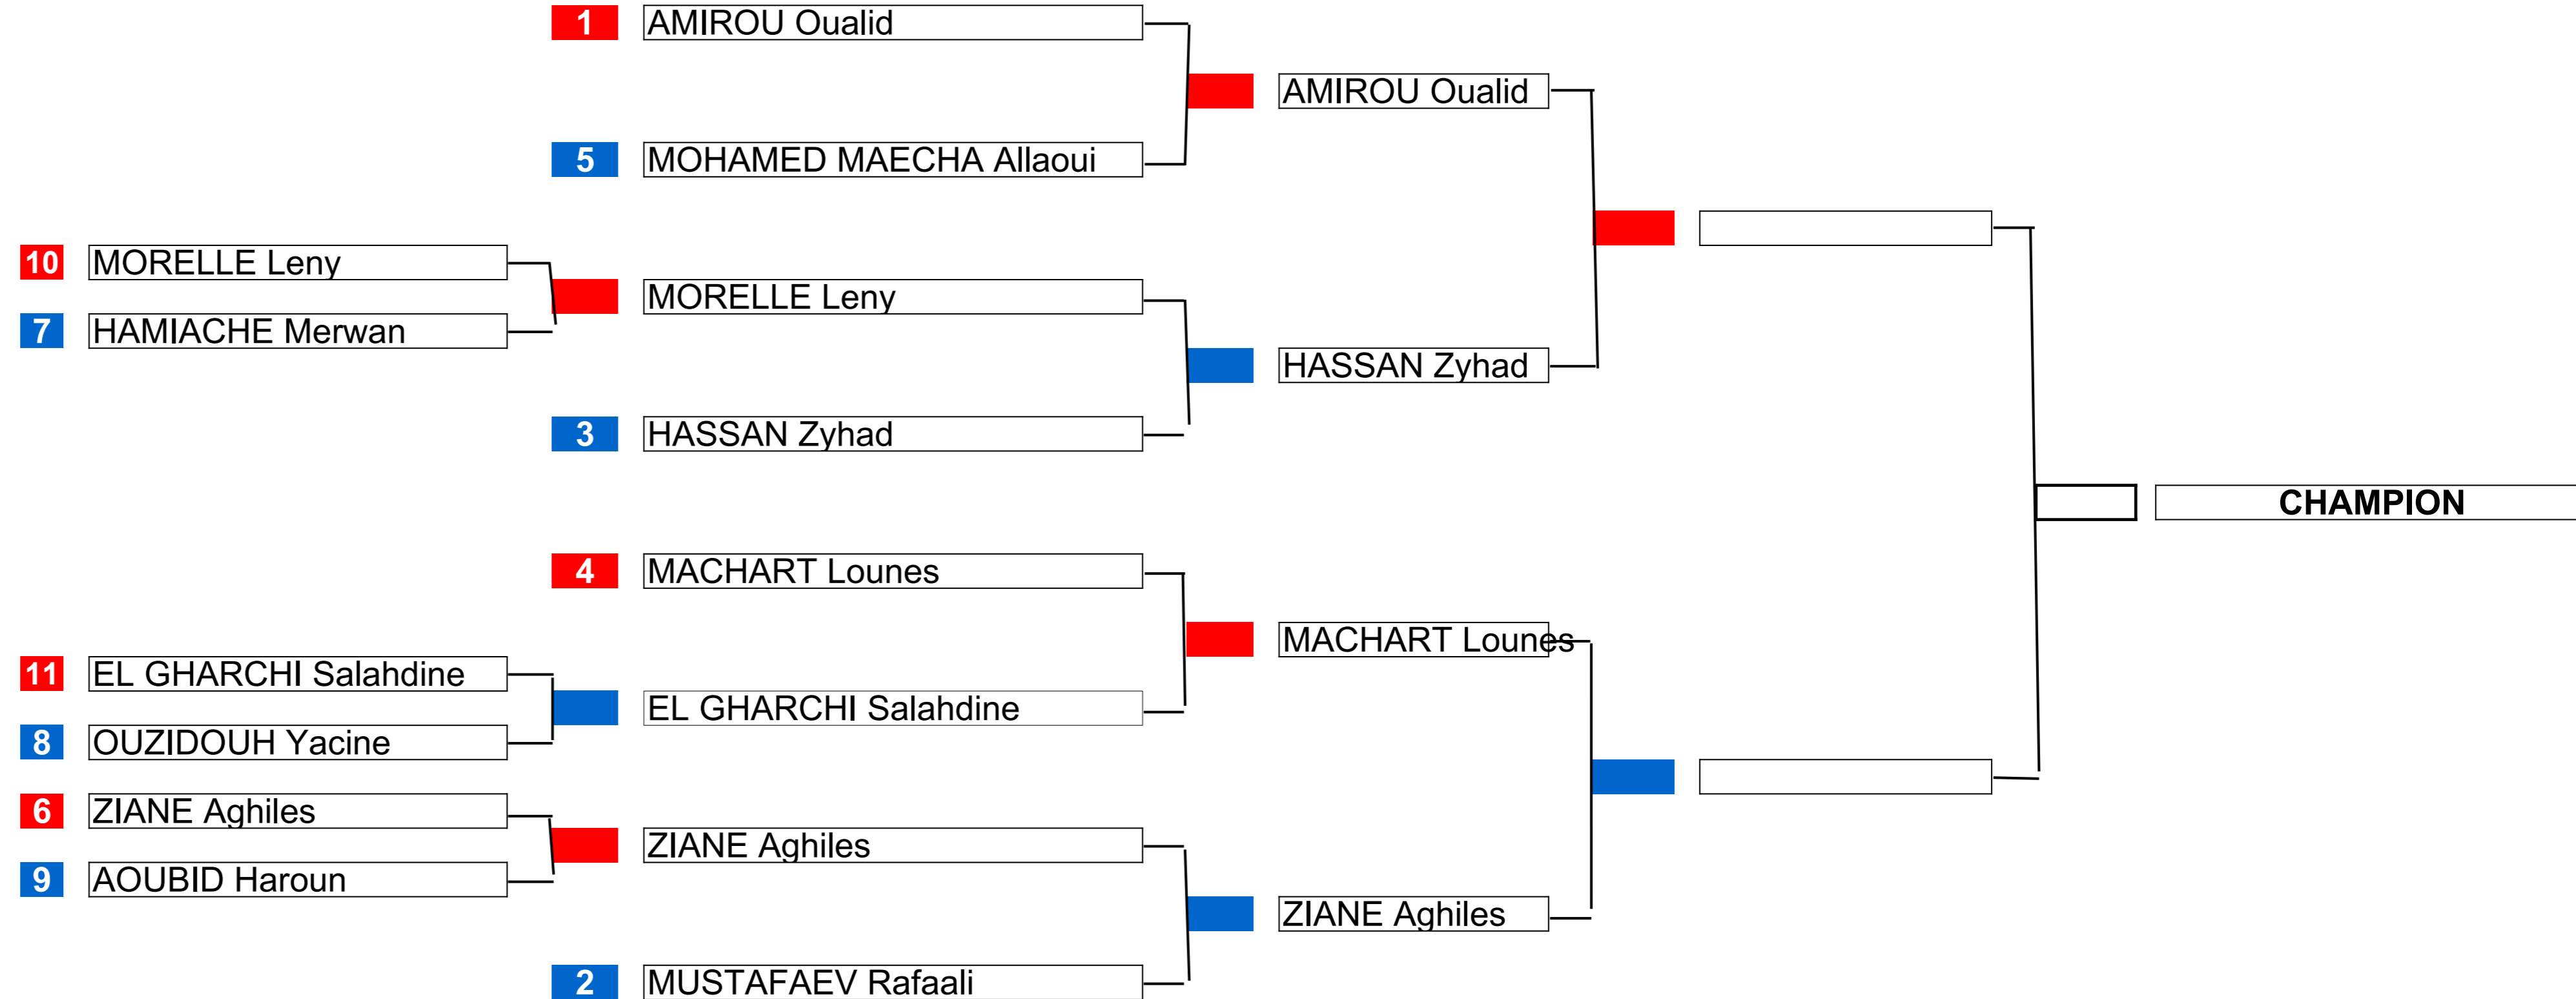 1 AMIROU Oualid
AMIROU Oualid
5 MOHAMED MAECHA Allaoui
10 MORELLE Leny
MORELLE Leny
7 HAMIACHE Merwan
HASSAN Zyhad
3 HASSAN Zyhad
CHAMPION
4 MACHART Lounes
MACHART Lounes
11 EL GHARCHI Salahdine
EL GHARCHI Salahdine
8 OUZIDOUH Yacine
6 ZIANE Aghiles
ZIANE Aghiles
9 AOUBID Haroun
ZIANE Aghiles
2 MUSTAFAEV Rafaali